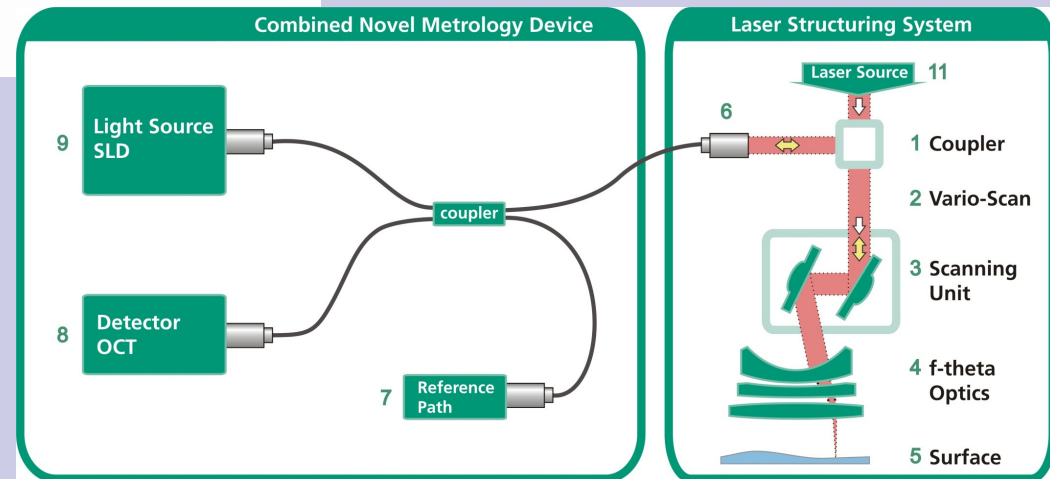 Combined Novel Metrology Device
9
Light Source
SLD
coupler
8
Detector
OCT
7
Reference
Path
Laser Structuring System
Laser Source
11
6
1 Coupler
2 Vario-Scan
3 Scanning
Unit
4 f-theta
Optics
5 Surface